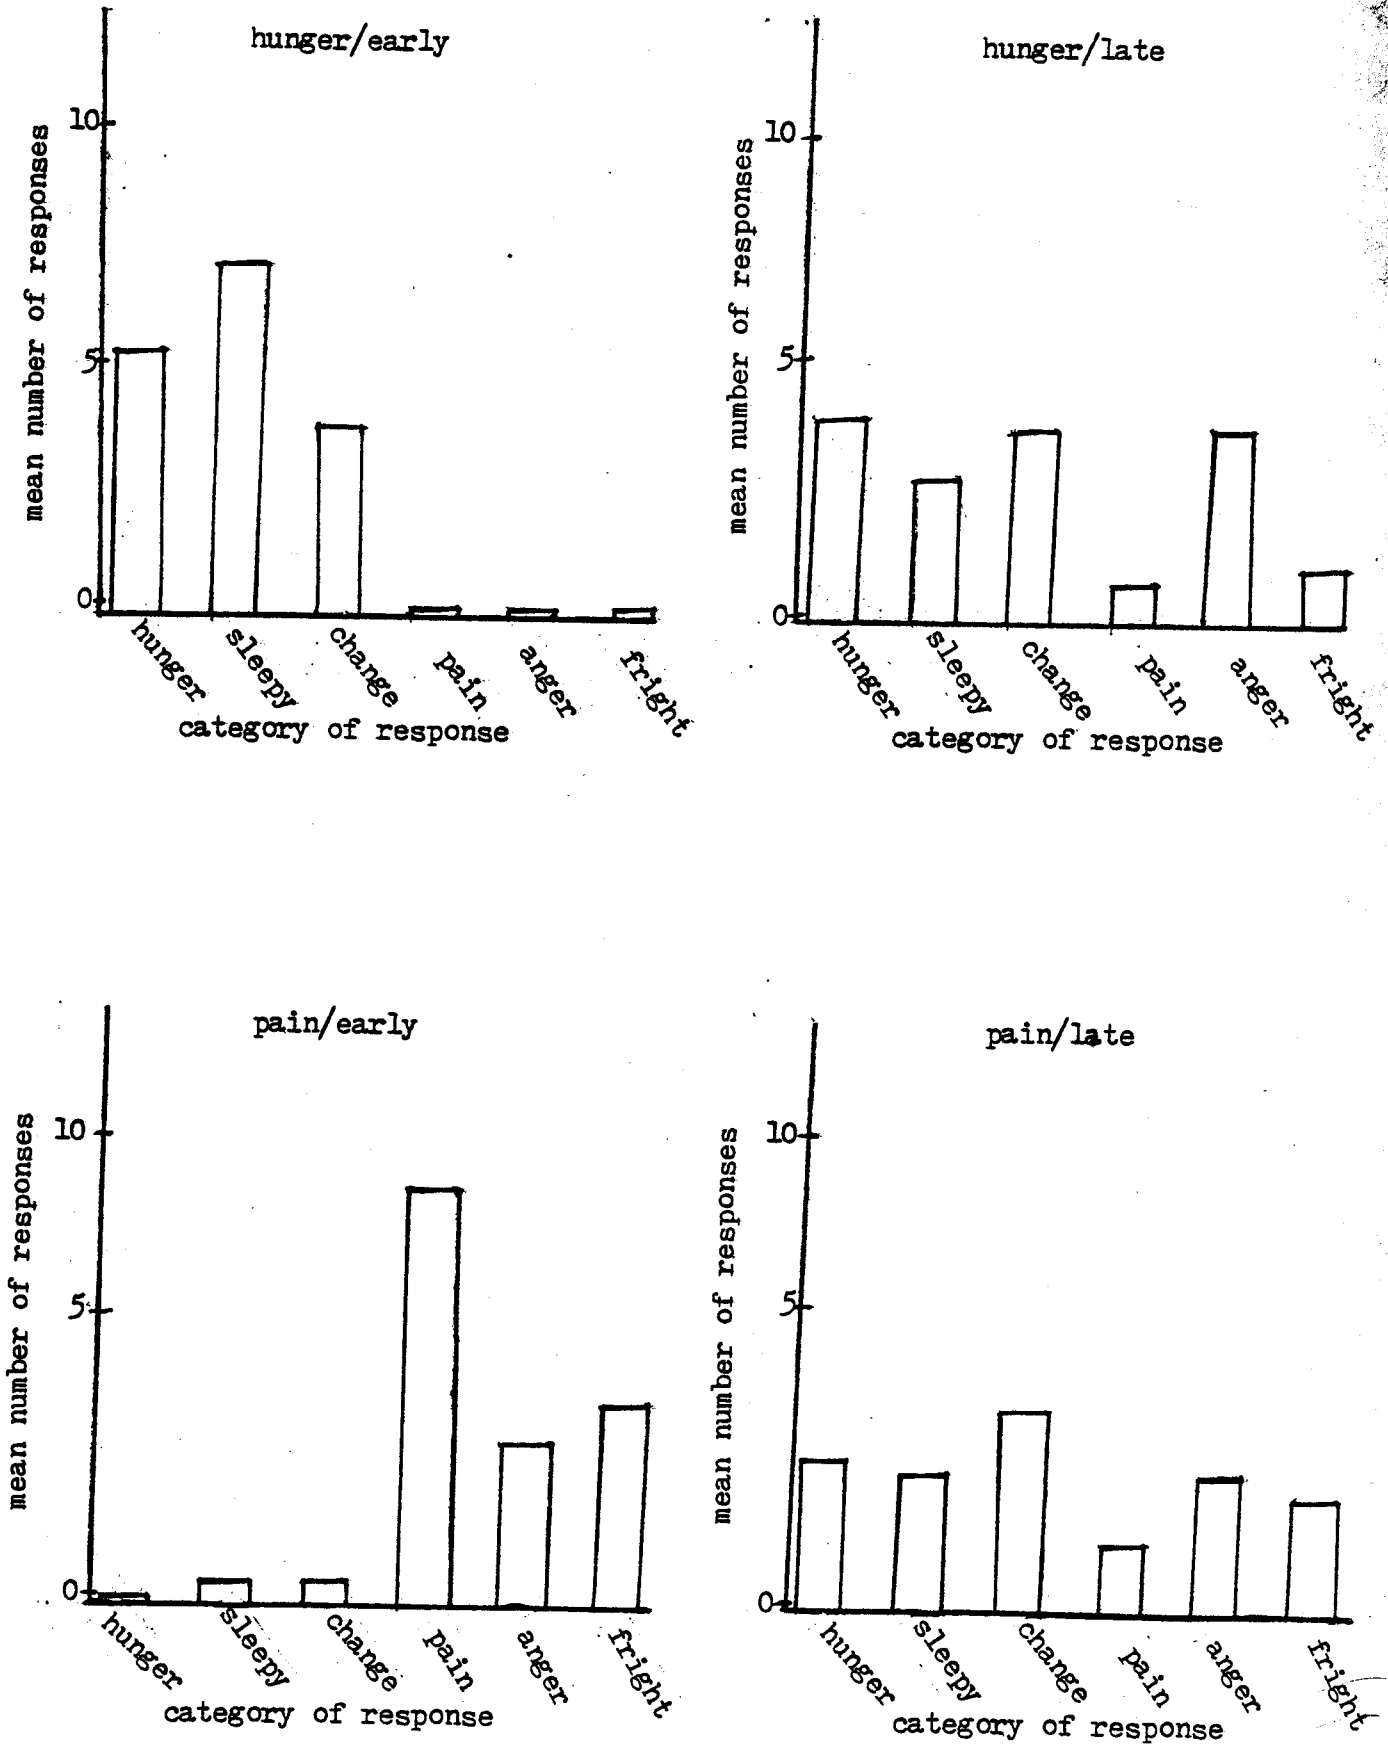 hunger/early
mean number of responses
10
5
0
hunger
sleepy
change
pain
anger
fright
category of response
hunger/late
mean number of responses
10
5
0
hunger
sleepy
change
pain
anger
fright
category of response
pain/early
mean number of responses
10
5
0
hunger
sleepy
change
pain
anger
fright
category of response
pain/late
mean number of responses
10
5
0
hunger
sleepy
change
pain
anger
fright
category of response